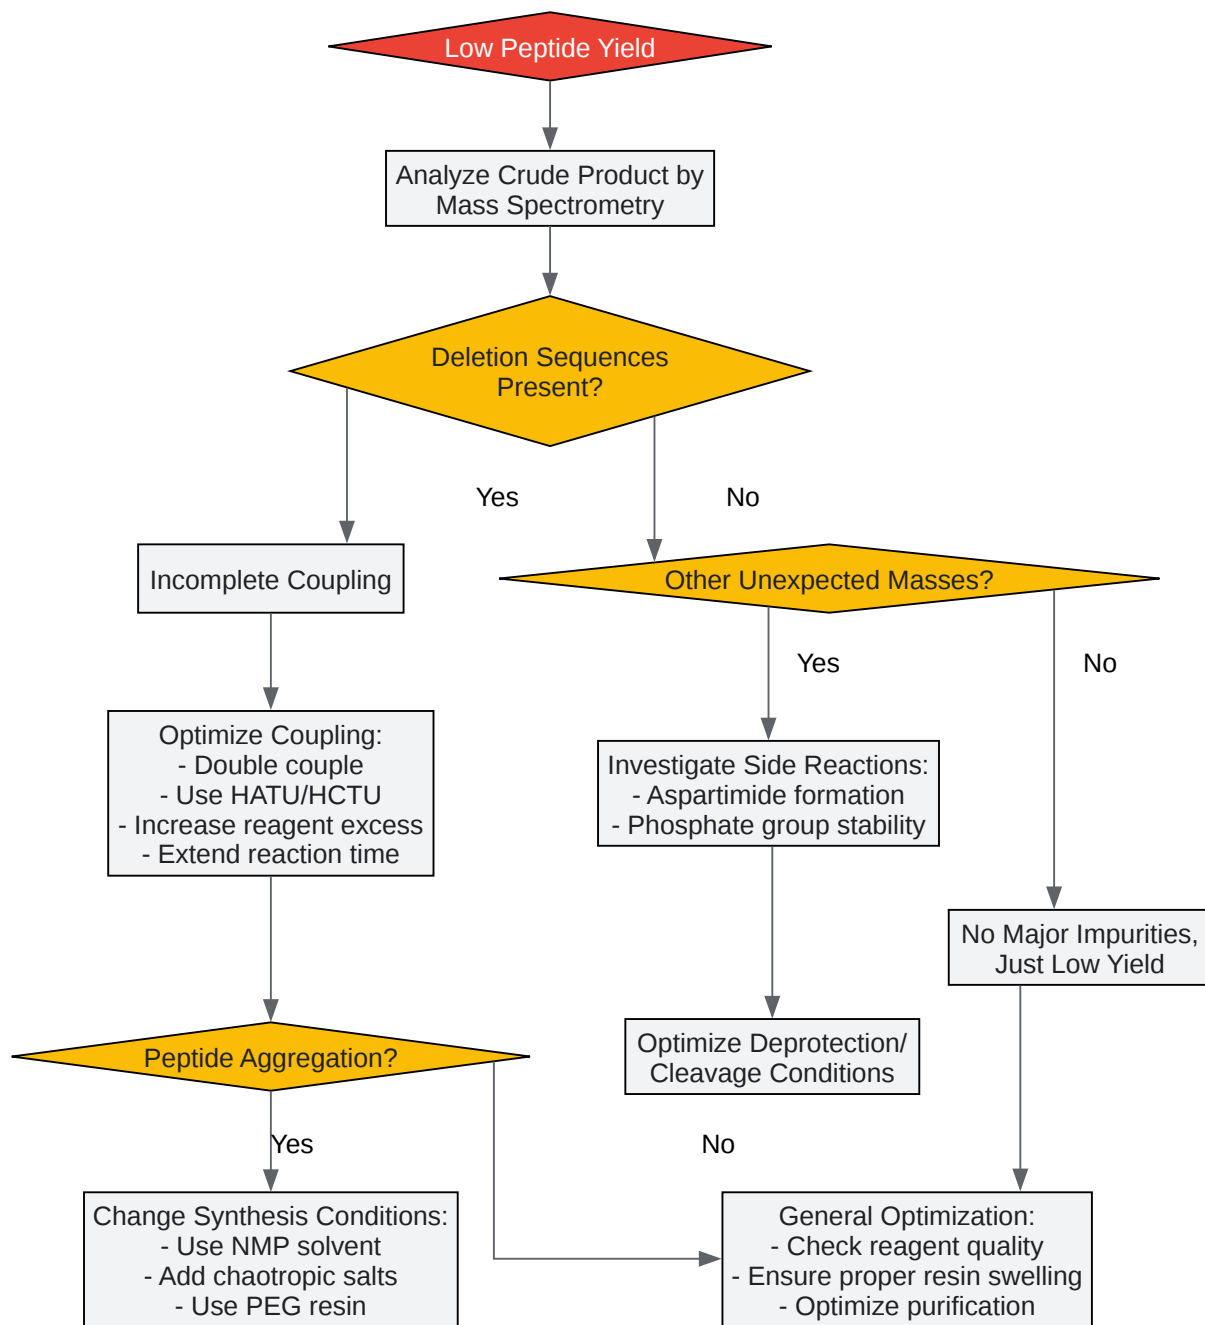 Low Peptide Yield
Analyze Crude Product by
Mass Spectrometry
Deletion Sequences
Present?
Yes
No
Incomplete Coupling
Other Unexpected Masses?
Yes
No
Optimize Coupling:
- Double couple
- Use HATU/HCTU
- Increase reagent excess
- Extend reaction time
Investigate Side Reactions:
- Aspartimide formation
- Phosphate group stability
No Major Impurities,
Just Low Yield
Peptide Aggregation?
Optimize Deprotection/
Cleavage Conditions
Yes
No
Change Synthesis Conditions:
- Use NMP solvent
- Add chaotropic salts
- Use PEG resin
General Optimization:
- Check reagent quality
- Ensure proper resin swelling
- Optimize purification